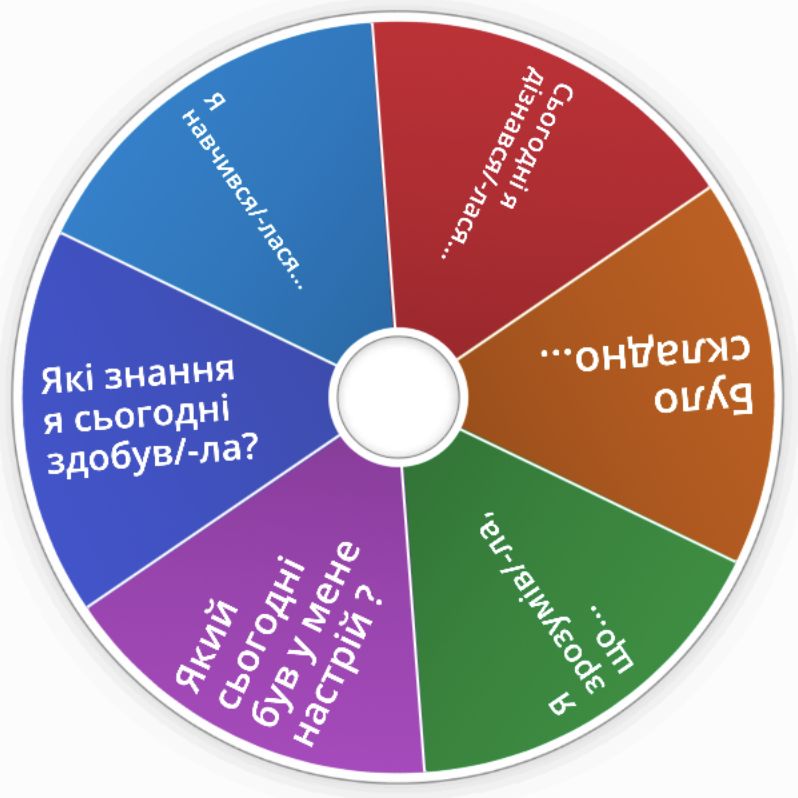 Сьогодні я
дізнався/-лася...
Було
складно...
Я
зрозумів/-ла,
що...
Який
сьогодні
був у мене
настрій ?
Які знання
я сьогодні
здобув/-ла?
Я
навчився/-лася...